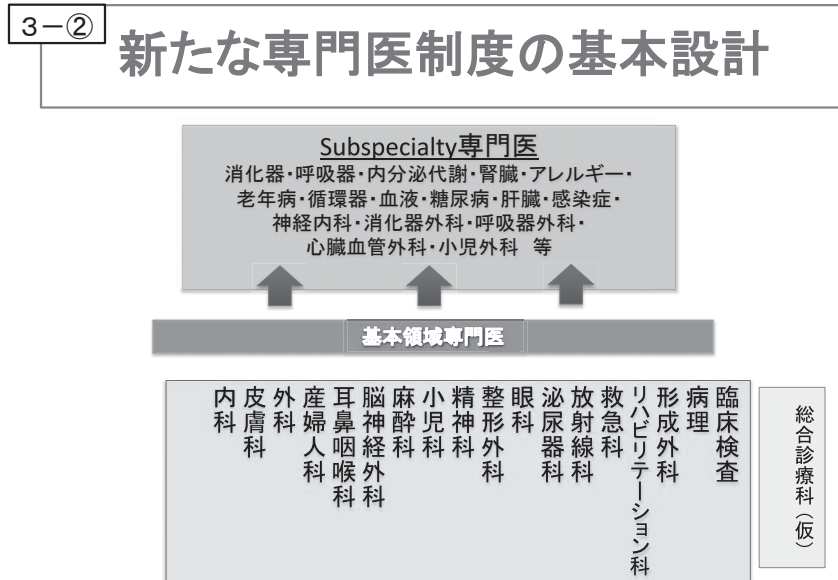 3－②
新たな専門医制度の基本設計
Subspecialty専門医
消化器・呼吸器・内分泌代謝・腎臓・アレルギー・
老年病・循環器・血液・糖尿病・肝臓・感染症・
神経内科・消化器外科・呼吸器外科・
心臓血管外科・小児外科 等
基本領域専門医
内科
皮膚科
外科
産婦人科
耳鼻咽喉科
脳神経外科
麻酔科
小児科
精神科
整形外科
眼科
泌尿器科
放射線科
救急科
リハビリテーション科
形成外科
病理
臨床検査
総合診療科（仮）